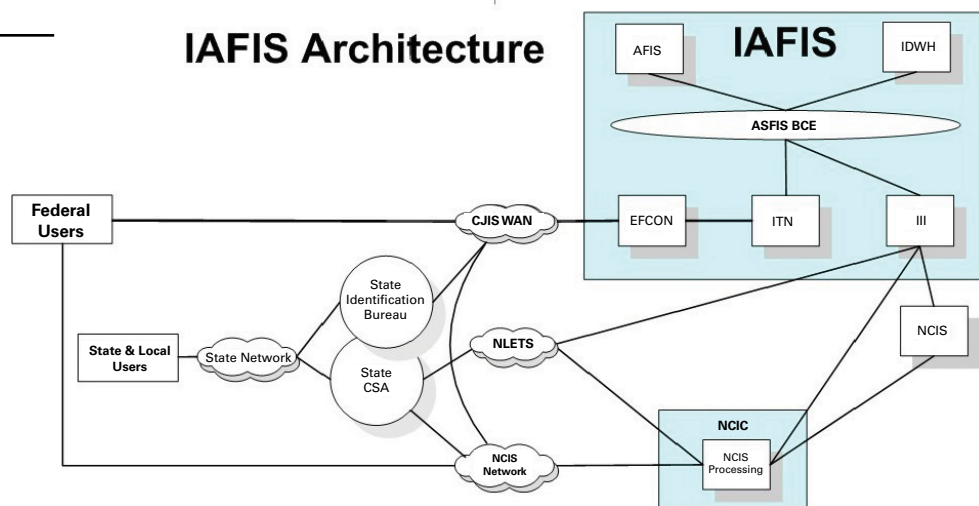 IAFIS Architecture
IAFIS
AFIS
IDWH
ASFIS BCE
Federal
Users
CJIS WAN
EFCON
ITN
III
State
Identification
Bureau
State & Local
Users
State Network
State
CSA
NLETS
NCIS
NCIC
NCIS
Network
NCIS
Processing